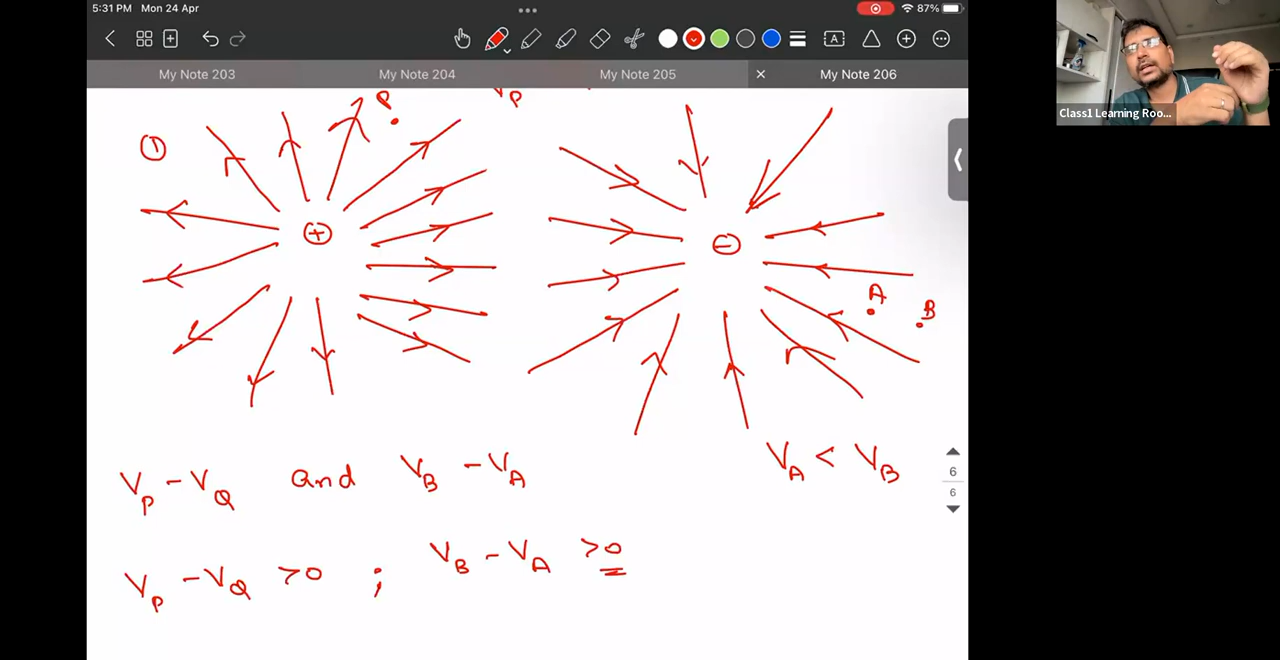 5:31 PM Mon 24 Apr
87%
My Note 203
My Note 204
My Note 205
My Note 206
Class1 Learning Roo...
A
P
VP
①
+
−
A
B
VA < VB
VP − VQ and VB − VA
VP − VQ >0 ; VB − VA >0
6
6